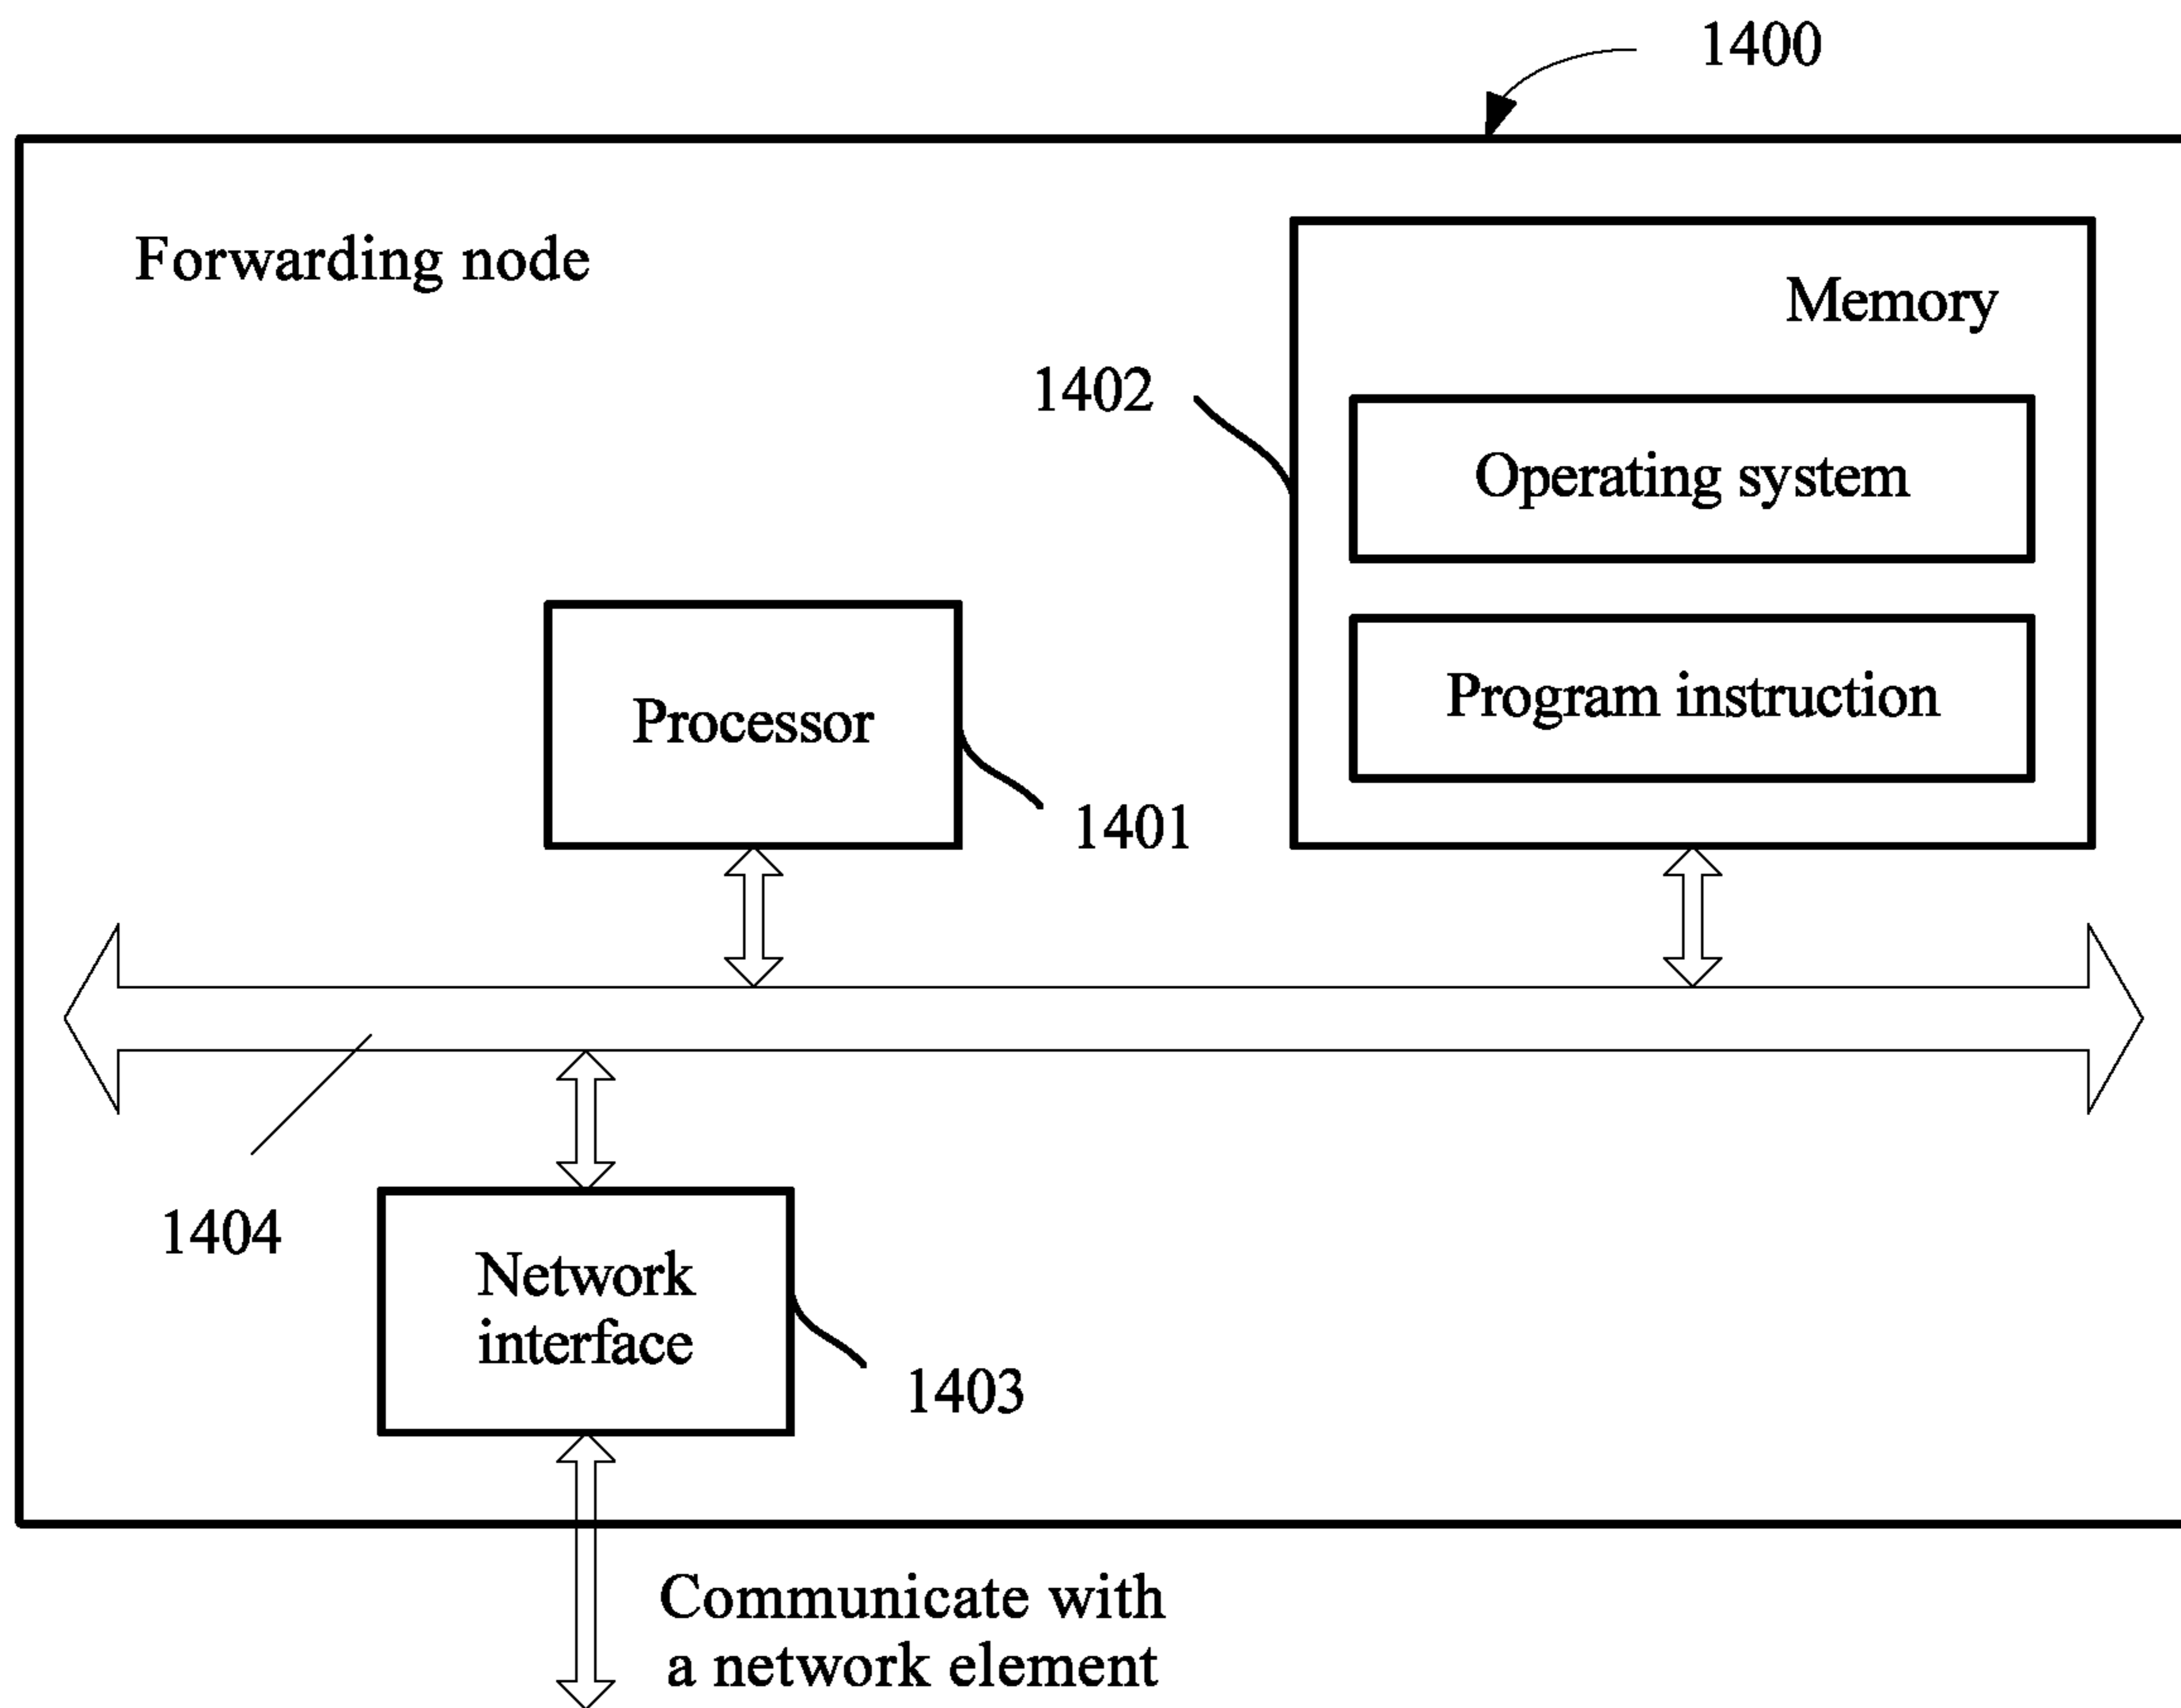 1400
Forwarding node
Memory
1402
Operating system
Program instruction
Processor
1401
1404
Network
interface
1403
Communicate with
a network element